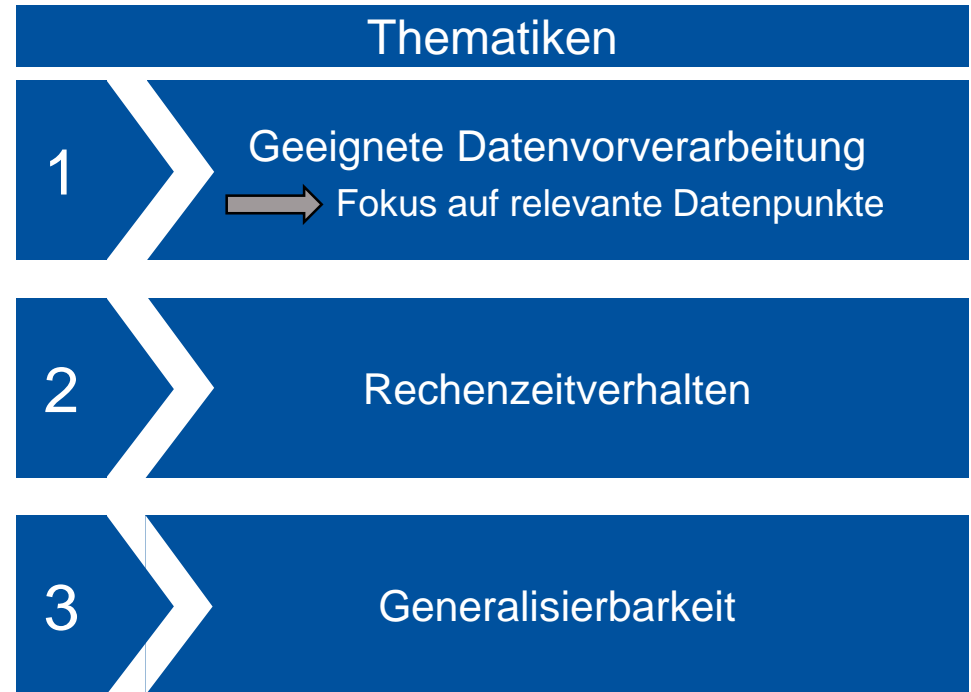 Thematiken
1
Geeignete Datenvorverarbeitung
Fokus auf relevante Datenpunkte
2
Rechenzeitverhalten
3
Generalisierbarkeit